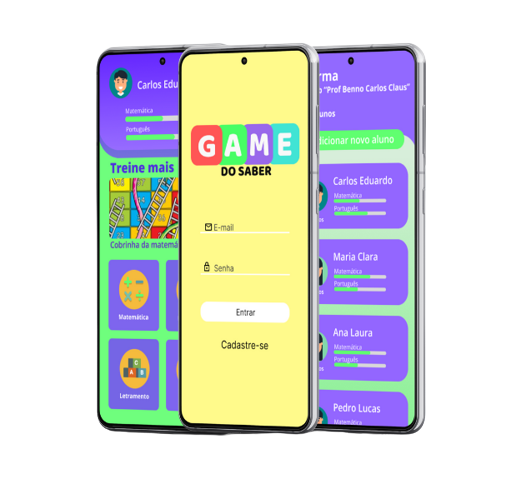 Carlos Edu
Matemática
Português
Treine mais
Cobrinha da matemá
Matemática
Letramento
GAME
DO SABER
E-mail
Senha
Entrar
Cadastre-se
rma
o "Prof Benno Carlos Claus"
unos
dicionar novo aluno
Carlos Eduardo
Matemática
Português
Maria Clara
Matemática
Português
Ana Laura
Matemática
Português
Pedro Lucas
Matemática